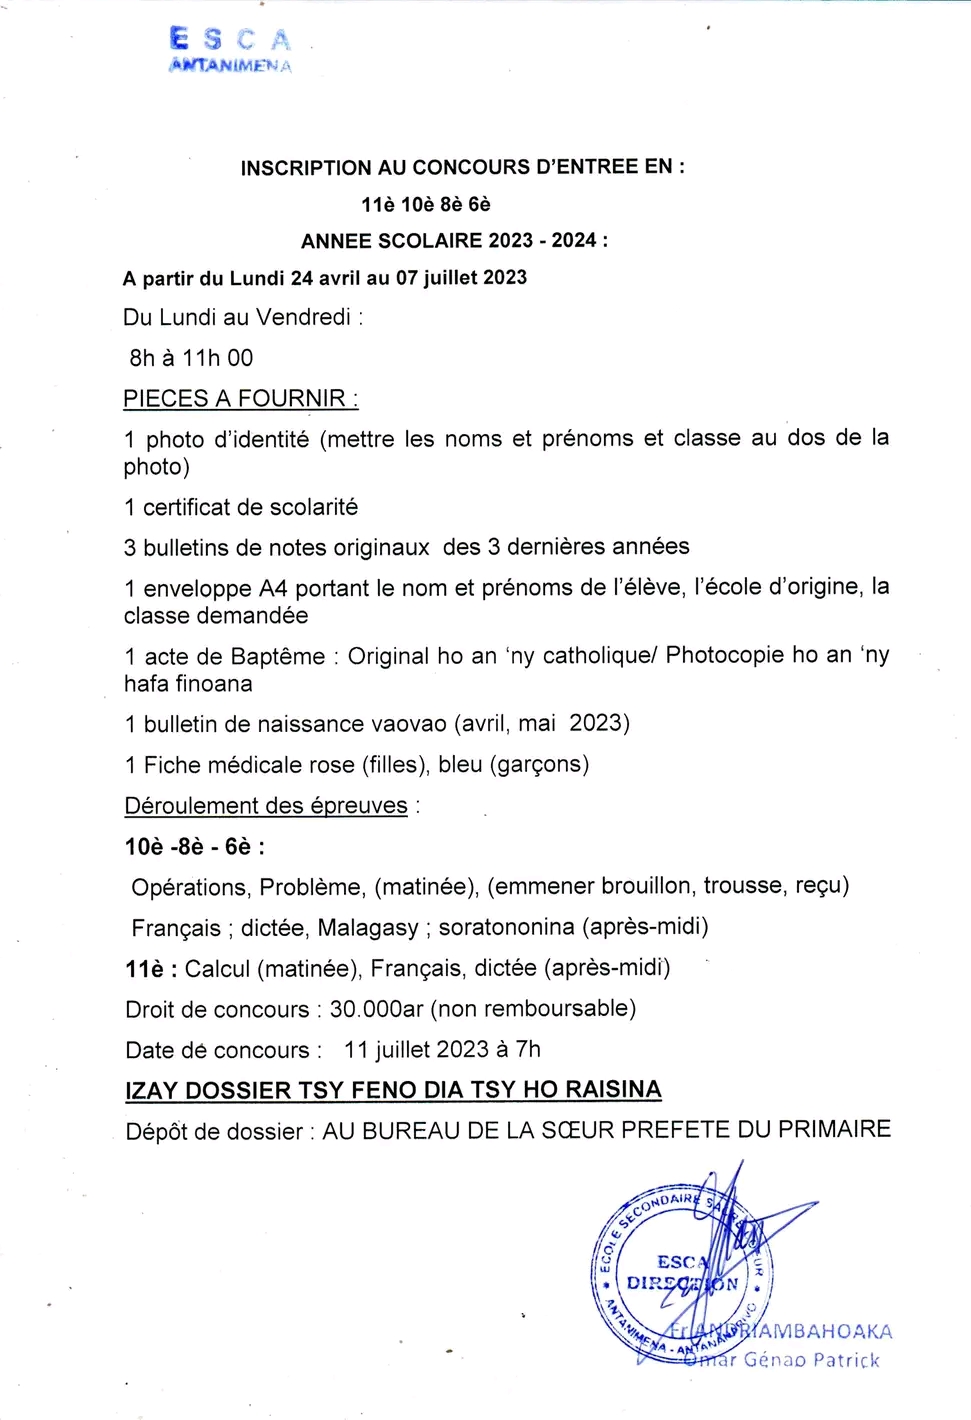 E S C A
ANTANIMENA
INSCRIPTION AU CONCOURS D’ENTREE EN :
11è 10è 8è 6è
ANNEE SCOLAIRE 2023 - 2024 :
A partir du Lundi 24 avril au 07 juillet 2023
Du Lundi au Vendredi :
8h à 11h 00
PIECES A FOURNIR :
1 photo d’identité (mettre les noms et prénoms et classe au dos de la
photo)
1 certificat de scolarité
3 bulletins de notes originaux des 3 dernières années
1 enveloppe A4 portant le nom et prénoms de l’élève, l’école d’origine, la
classe demandée
1 acte de Baptême : Original ho an ‘ny catholique/ Photocopie ho an ‘ny
hafa finoana
1 bulletin de naissance vaovao (avril, mai 2023)
1 Fiche médicale rose (filles), bleu (garçons)
Déroulement des épreuves :
10è -8è - 6è :
Opérations, Problème, (matinée), (emmener brouillon, trousse, reçu)
Français ; dictée, Malagasy ; soratononina (après-midi)
11è : Calcul (matinée), Français, dictée (après-midi)
Droit de concours : 30.000ar (non remboursable)
Date de concours : 11 juillet 2023 à 7h
IZAY DOSSIER TSY FENO DIA TSY HO RAISINA
Dépôt de dossier : AU BUREAU DE LA SŒUR PREFETE DU PRIMAIRE
ECOLE SECONDAIRE SACRE COEUR
ESCA
DIRECTION
ANTANIMENA - ANTANANARIVO
Fr ANDRIAMBAHOAKA
Omar Génao Patrick